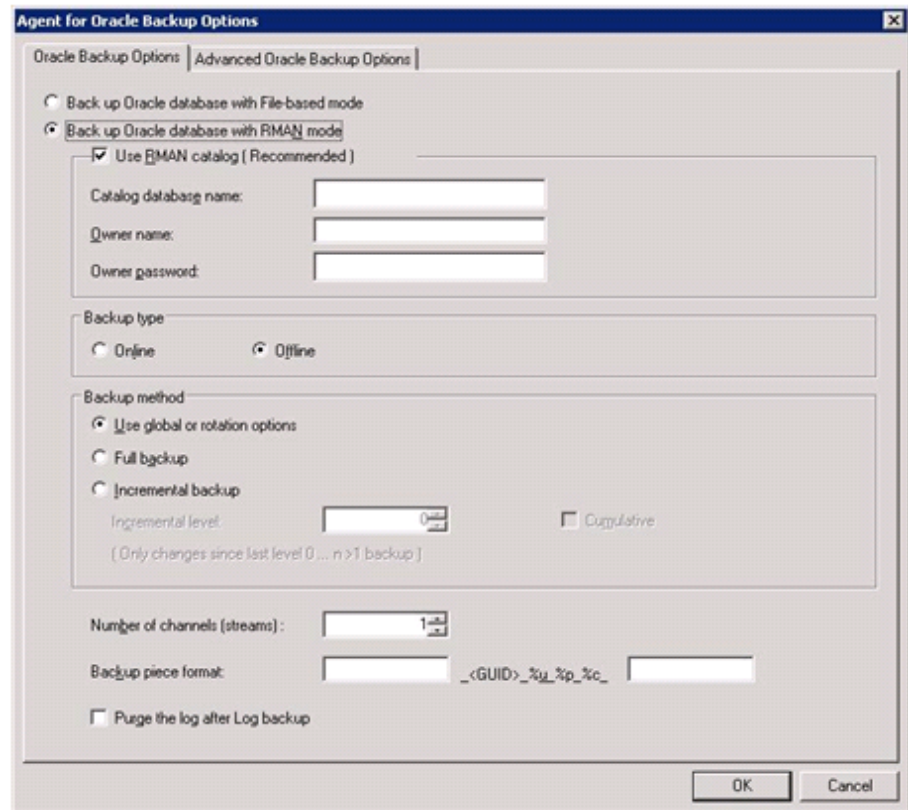 Agent for Oracle Backup Options
Oracle Backup Options
Advanced Oracle Backup Options
Back up Oracle database with File-based mode
Back up Oracle database with RMAN mode
Use RMAN catalog ( Recommended )
Catalog database name:
Owner name:
Owner password:
Backup type
Online
Offline
Backup method
Use global or rotation options
Full backup
Incremental backup
Incremental level:
0
Cumulative
( Only changes since last level 0 ... n >1 backup )
Number of channels (streams) :
1
Backup piece format:
_<GUID>_%u_%p_%c_
Purge the log after Log backup
OK
Cancel